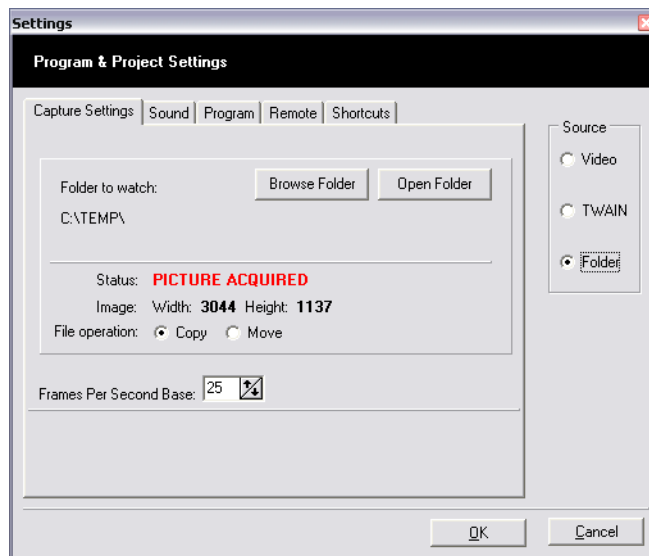 Settings
Program & Project Settings
Capture Settings Sound Program Remote Shortcuts
Folder to watch: Browse Folder Open Folder
C:\TEMP\
Status: PICTURE ACQUIRED
Image: Width: 3044 Height: 1137
File operation: Copy Move
Frames Per Second Base: 25
Source
Video
TWAIN
Folder
OK Cancel